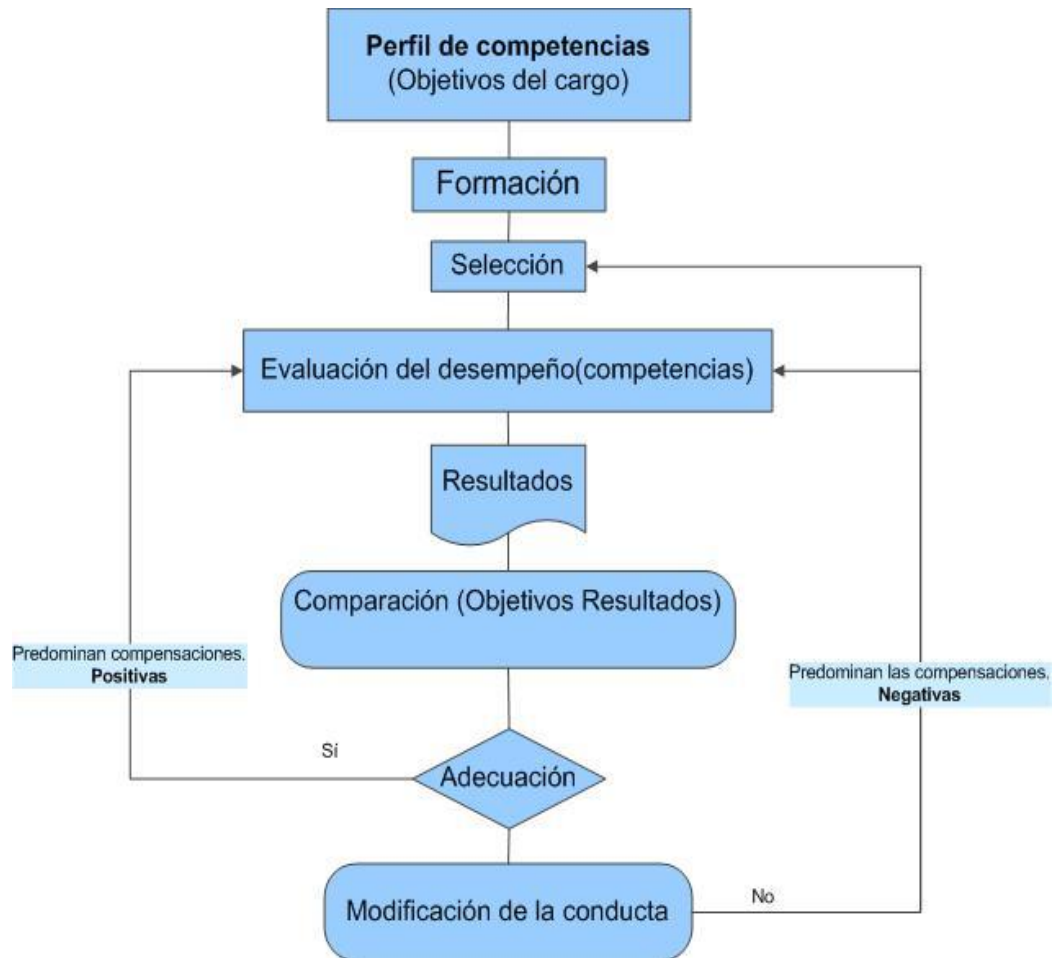 Perfil de competencias
(Objetivos del cargo)
Formación
Selección
Evaluación del desempeño(competencias)
Resultados
Comparación (Objetivos Resultados)
Predominan compensaciones.
Positivas
Predominan las compensaciones.
Negativas
Sí
Adecuación
No
Modificación de la conducta